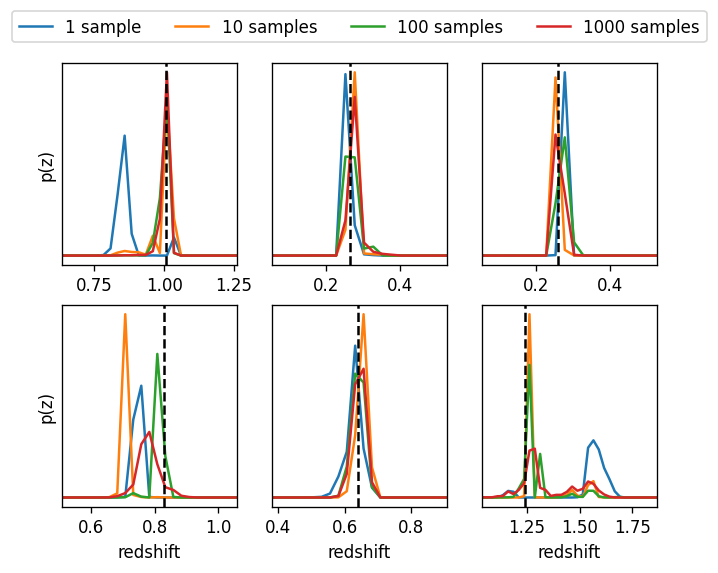 1 sample 10 samples 100 samples 1000 samples
p(z)
0.75 1.00 1.25 0.2 0.4 0.2 0.4
p(z)
0.6 0.8 1.0 0.4 0.6 0.8 1.25 1.50 1.75
redshift redshift redshift